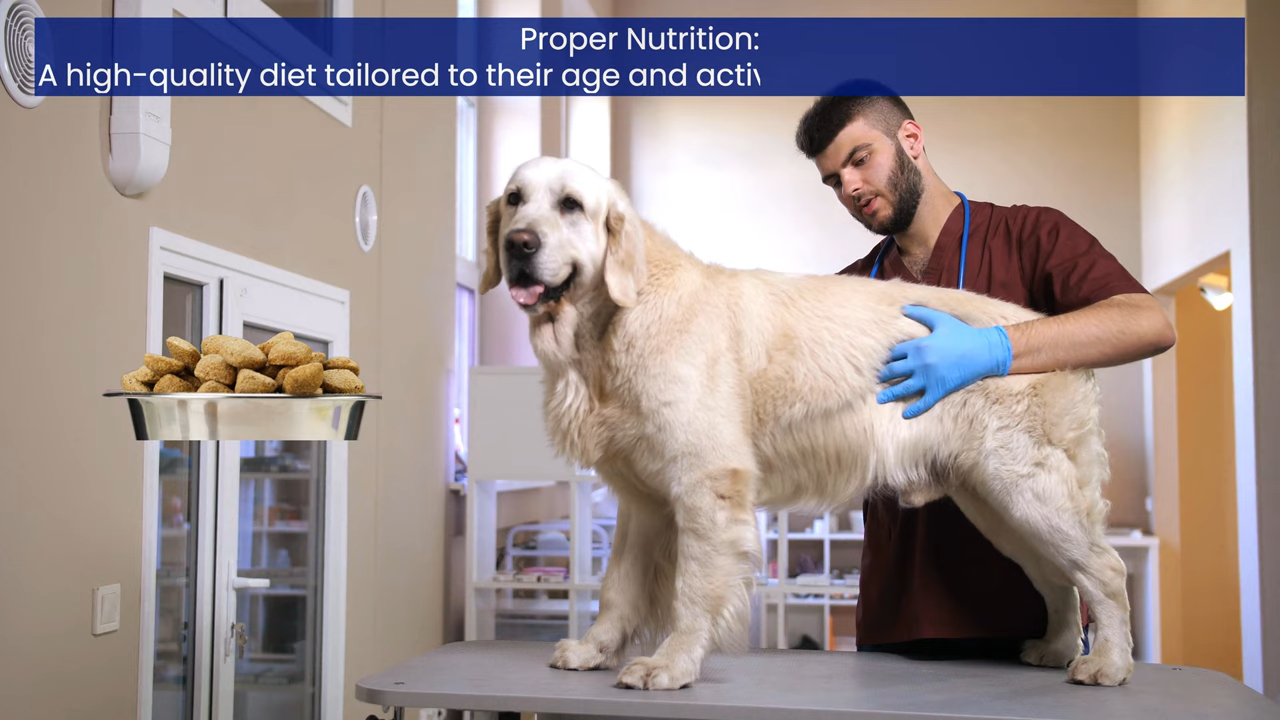 Proper Nutrition:
A high-quality diet tailored to their age and